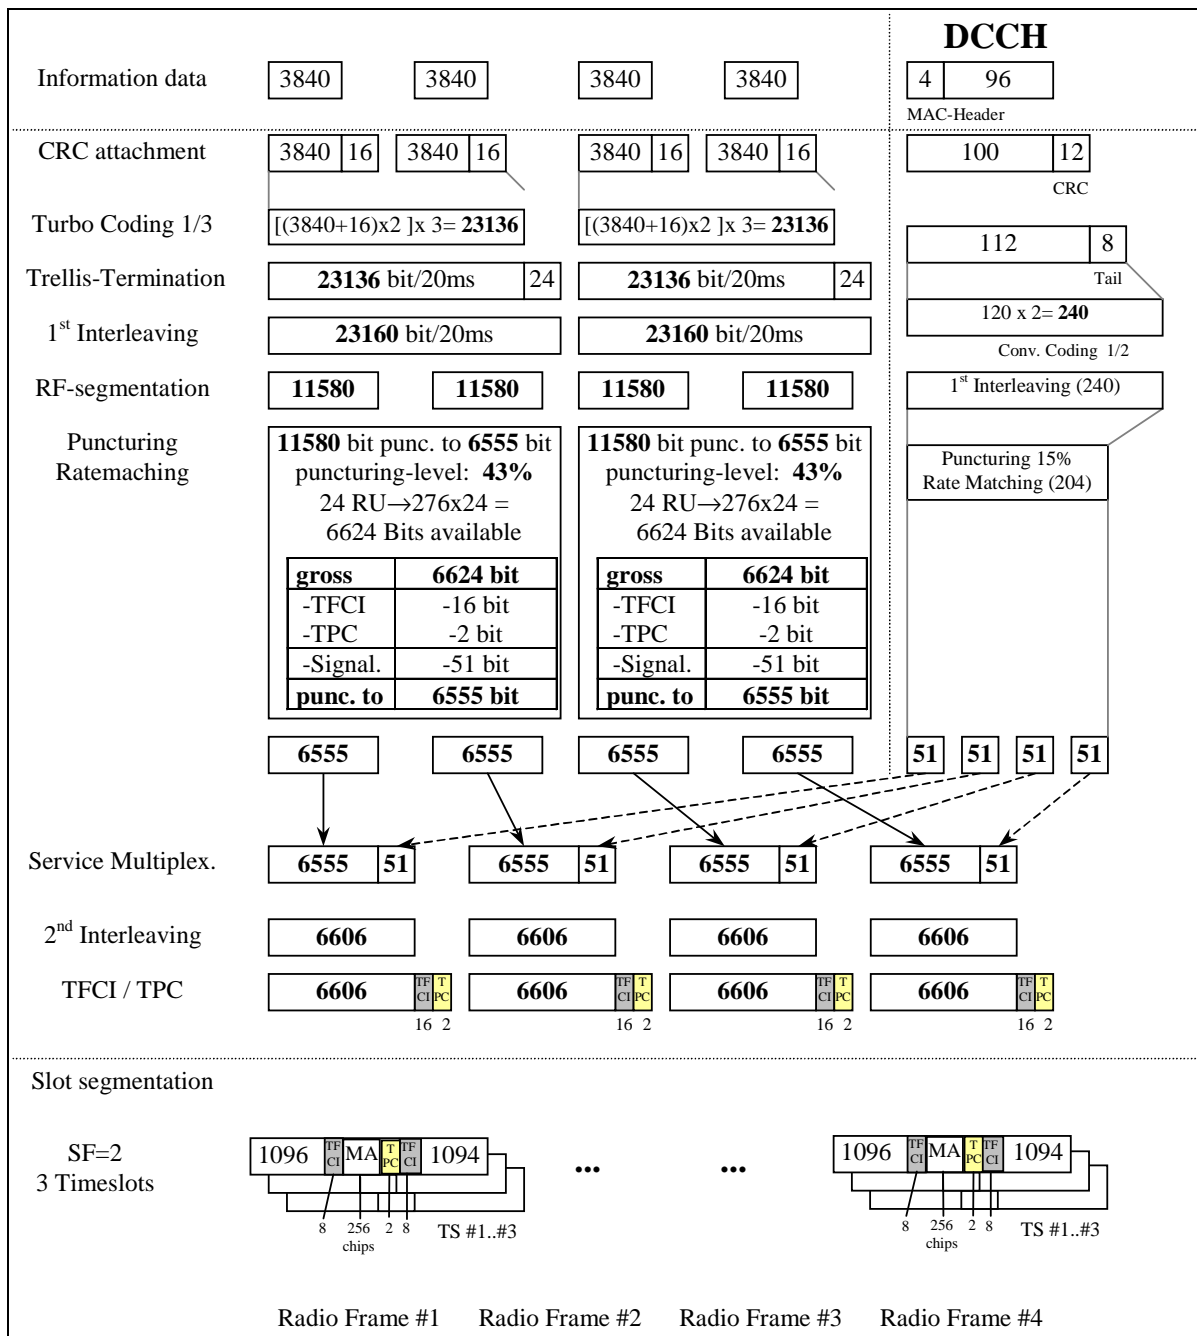 DCCH
Information data 3840 3840 3840 3840 4 96
MAC-Header
CRC attachment 3840 16 3840 16 3840 16 3840 16 100 12
CRC
Turbo Coding 1/3 [(3840+16)x2 ]x 3= 23136 [(3840+16)x2 ]x 3= 23136 112 8
Trellis-Termination 23136 bit/20ms 24 23136 bit/20ms 24 Tail
120 x 2= 240
1st Interleaving 23160 bit/20ms 23160 bit/20ms Conv. Coding 1/2
RF-segmentation 11580 11580 11580 11580 1st Interleaving (240)
Puncturing 11580 bit punc. to 6555 bit 11580 bit punc. to 6555 bit Puncturing 15%
Ratemaching puncturing-level: 43% puncturing-level: 43% Rate Matching (204)
24 RU→276x24 = 24 RU→276x24 =
6624 Bits available 6624 Bits available
gross 6624 bit gross 6624 bit
-TFCI -16 bit -TFCI -16 bit
-TPC -2 bit -TPC -2 bit
-Signal. -51 bit -Signal. -51 bit
punc. to 6555 bit punc. to 6555 bit
6555 6555 6555 6555 51 51 51 51
Service Multiplex. 6555 51 6555 51 6555 51 6555 51
2nd Interleaving 6606 6606 6606 6606
TFCI / TPC 6606 TF CI T PC 6606 TF CI T PC 6606 TF CI T PC 6606 TF CI T PC
16 2 16 2 16 2 16 2
Slot segmentation
SF=2 1096 TF CI MA T PC TF CI 1094 ... ... 1096 TF CI MA T PC TF CI 1094
3 Timeslots
8 256 2 8 TS #1..#3 8 256 2 8 TS #1..#3
chips chips
Radio Frame #1 Radio Frame #2 Radio Frame #3 Radio Frame #4